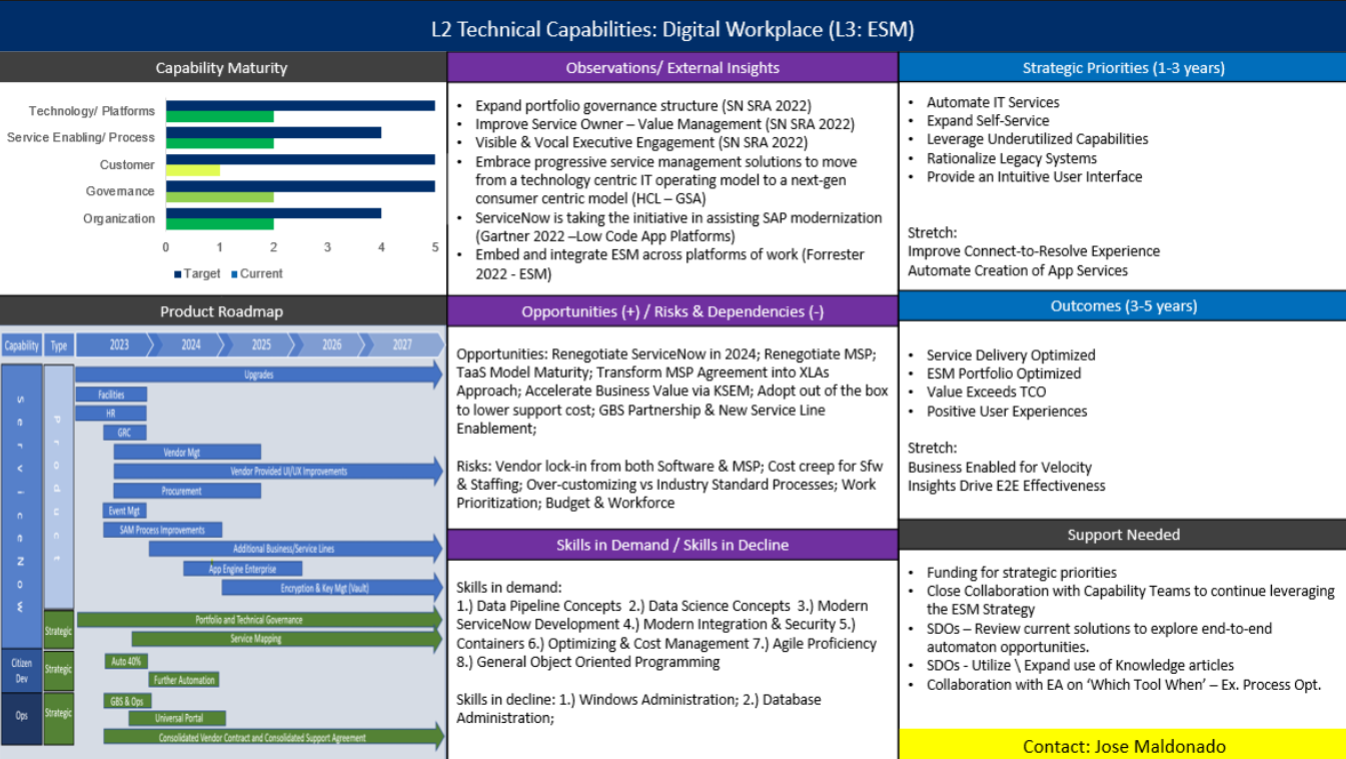 L2 Technical Capabilities: Digital Workplace (L3: ESM)
Capability Maturity
Technology/ Platforms
Service Enabling/ Process
Customer
Governance
Organization
0 1 2 3 4 5
Target Current
Observations/ External Insights
• Expand portfolio governance structure (SN SRA 2022)
• Improve Service Owner – Value Management (SN SRA 2022)
• Visible & Vocal Executive Engagement (SN SRA 2022)
• Embrace progressive service management solutions to move
from a technology centric IT operating model to a next-gen
consumer centric model (HCL – GSA)
• ServiceNow is taking the initiative in assisting SAP modernization
(Gartner 2022 –Low Code App Platforms)
• Embed and integrate ESM across platforms of work (Forrester
2022 - ESM)
Strategic Priorities (1-3 years)
• Automate IT Services
• Expand Self-Service
• Leverage Underutilized Capabilities
• Rationalize Legacy Systems
• Provide an Intuitive User Interface
Stretch:
Improve Connect-to-Resolve Experience
Automate Creation of App Services
Product Roadmap
Capability Type 2023 2024 2025 2026 2027
ServiceNow
Product
Upgrades
Facilities
HR
GRC
Vendor Mgt
Vendor Provided UI/UX Improvements
Procurement
Event Mgt
SAM Process Improvements
Additional Business/Service Lines
App Engine Enterprise
Encryption & Key Mgt (Vault)
Strategic
Portfolio and Technical Governance
Service Mapping
Citizen
Dev
Strategic
Auto 40%
Further Automation
Ops
Strategic
GBS & Ops
Universal Portal
Consolidated Vendor Contract and Consolidated Support Agreement
Opportunities (+) / Risks & Dependencies (-)
Opportunities: Renegotiate ServiceNow in 2024; Renegotiate MSP;
TaaS Model Maturity; Transform MSP Agreement into XLAs
Approach; Accelerate Business Value via KSEM; Adopt out of the box
to lower support cost; GBS Partnership & New Service Line
Enablement;
Risks: Vendor lock-in from both Software & MSP; Cost creep for Sfw
& Staffing; Over-customizing vs Industry Standard Processes; Work
Prioritization; Budget & Workforce
Skills in Demand / Skills in Decline
Skills in demand:
1.) Data Pipeline Concepts 2.) Data Science Concepts 3.) Modern
ServiceNow Development 4.) Modern Integration & Security 5.)
Containers 6.) Optimizing & Cost Management 7.) Agile Proficiency
8.) General Object Oriented Programming
Skills in decline: 1.) Windows Administration; 2.) Database
Administration;
Outcomes (3-5 years)
• Service Delivery Optimized
• ESM Portfolio Optimized
• Value Exceeds TCO
• Positive User Experiences
Stretch:
Business Enabled for Velocity
Insights Drive E2E Effectiveness
Support Needed
• Funding for strategic priorities
• Close Collaboration with Capability Teams to continue leveraging
the ESM Strategy
• SDOs – Review current solutions to explore end-to-end
automaton opportunities.
• SDOs - Utilize \ Expand use of Knowledge articles
• Collaboration with EA on ‘Which Tool When’ – Ex. Process Opt.
Contact: Jose Maldonado